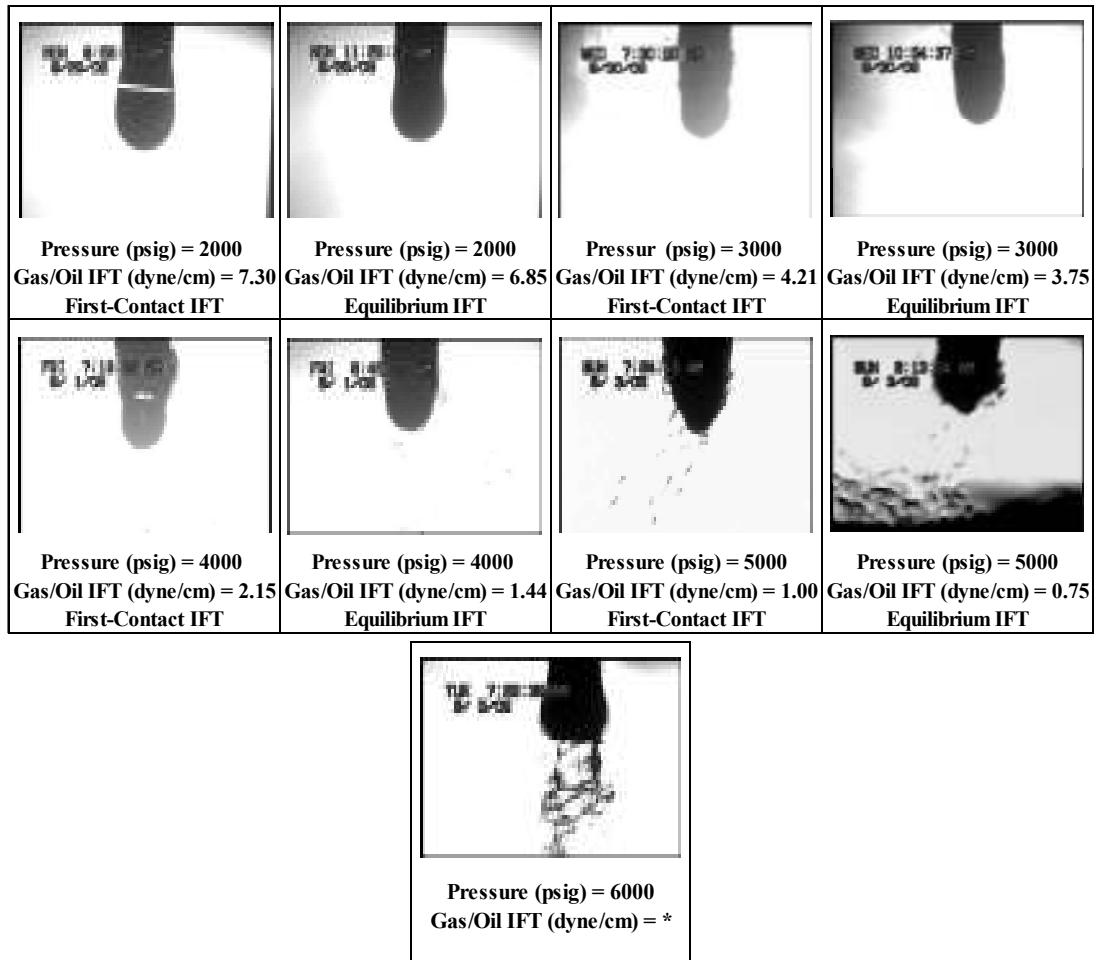 Pressure (psig) = 2000
Gas/Oil IFT (dyne/cm) = 7.30
First-Contact IFT
Pressure (psig) = 2000
Gas/Oil IFT (dyne/cm) = 6.85
Equilibrium IFT
Pressur (psig) = 3000
Gas/Oil IFT (dyne/cm) = 4.21
First-Contact IFT
Pressure (psig) = 3000
Gas/Oil IFT (dyne/cm) = 3.75
Equilibrium IFT
Pressure (psig) = 4000
Gas/Oil IFT (dyne/cm) = 2.15
First-Contact IFT
Pressure (psig) = 4000
Gas/Oil IFT (dyne/cm) = 1.44
Equilibrium IFT
Pressure (psig) = 5000
Gas/Oil IFT (dyne/cm) = 1.00
First-Contact IFT
Pressure (psig) = 5000
Gas/Oil IFT (dyne/cm) = 0.75
Equilibrium IFT
Pressure (psig) = 6000
Gas/Oil IFT (dyne/cm) = *